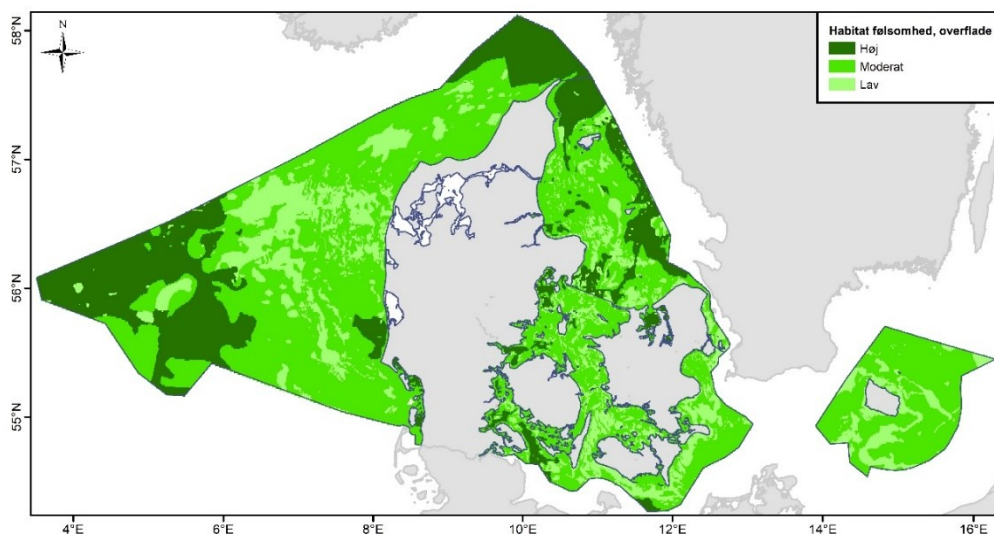 N
Habitat følsomhed, overflade
Høj
Moderat
Lav
58°N
57°N
56°N
55°N
4°E 6°E 8°E 10°E 12°E 14°E 16°E